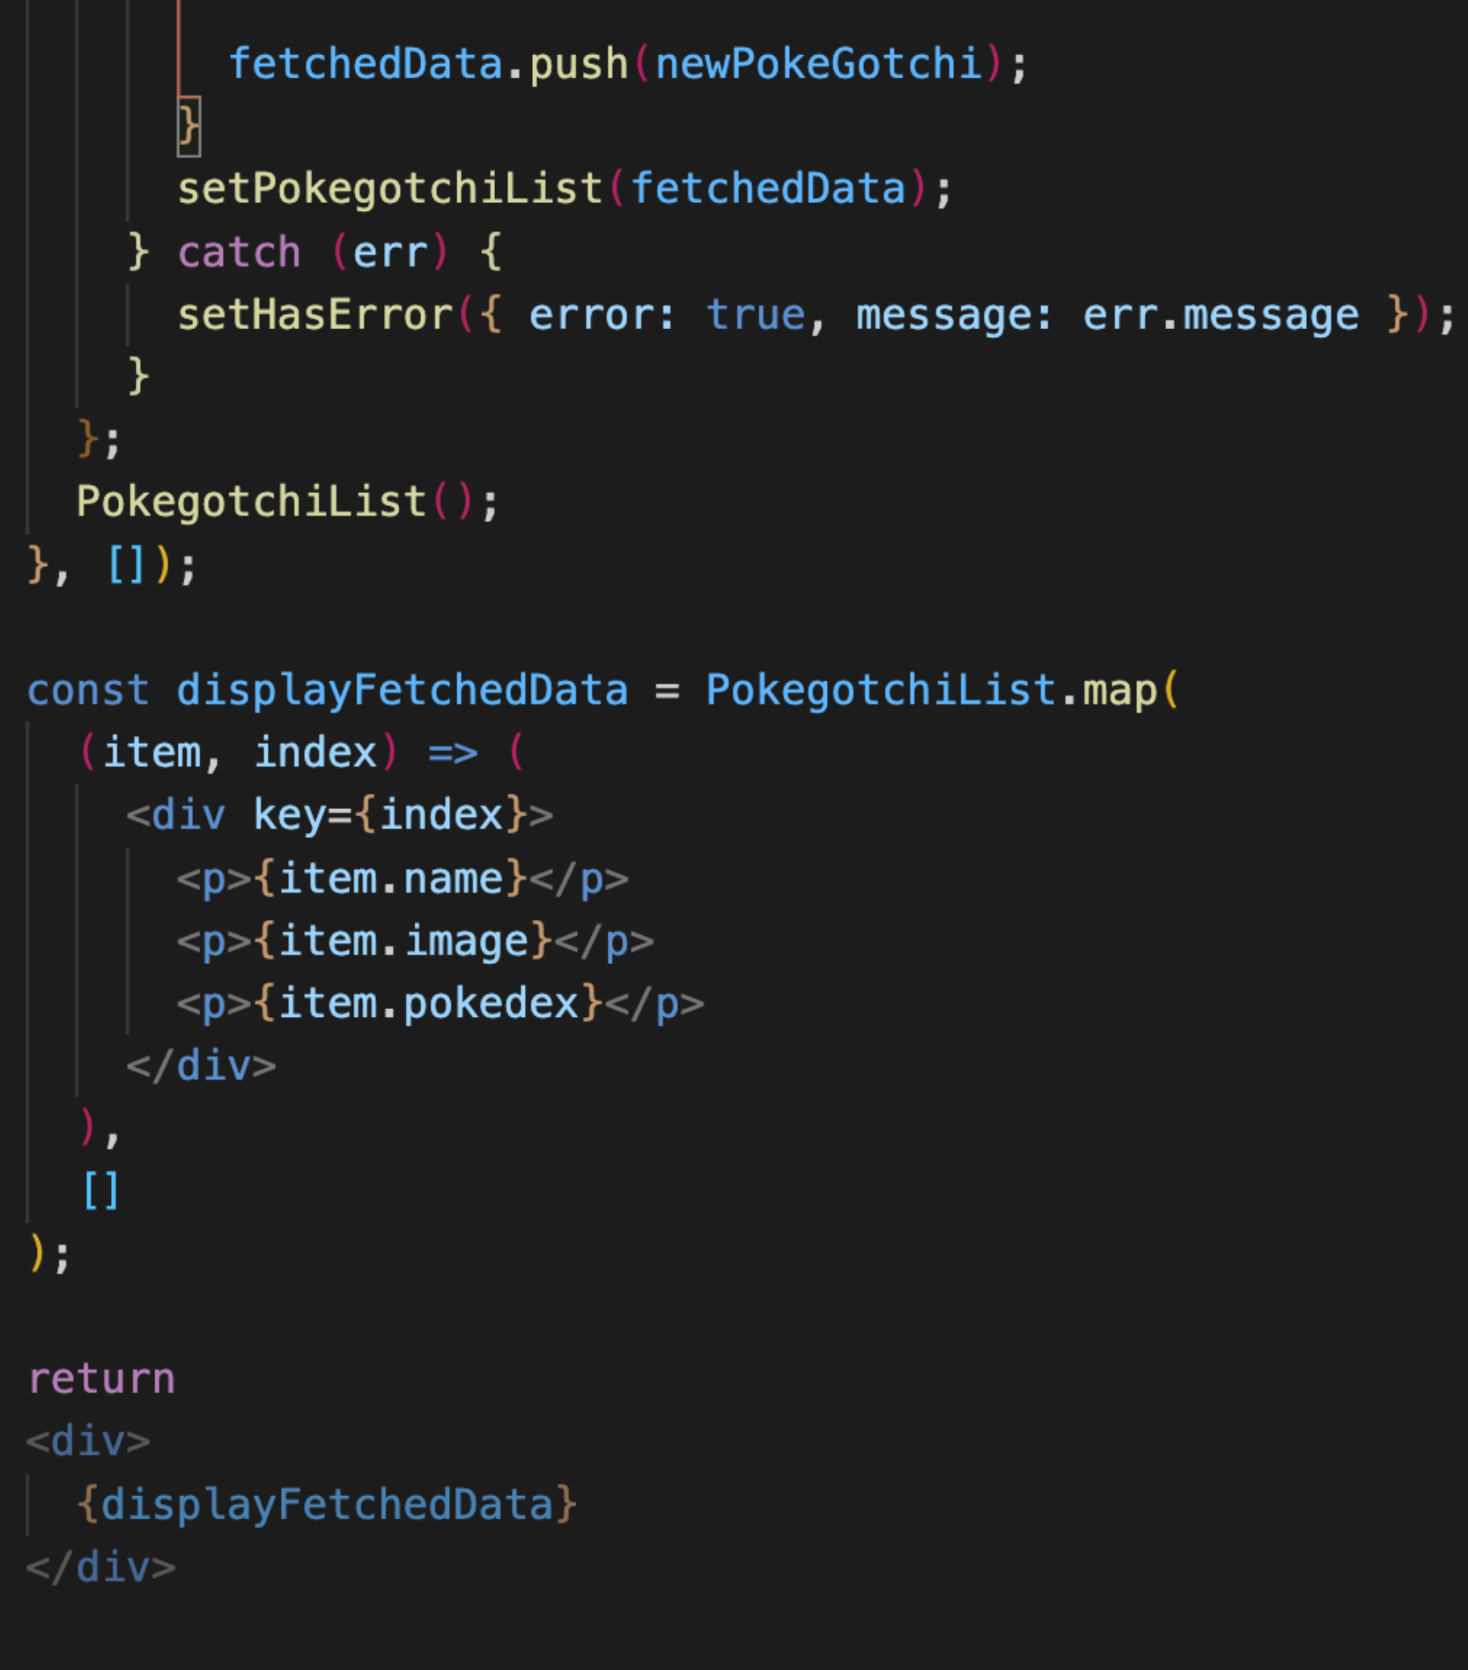 fetchedData.push(newPokeGotchi);
}
setPokegotchiList(fetchedData);
} catch (err) {
setHasError({ error: true, message: err.message });
}
};
PokegotchiList();
}, []);
const displayFetchedData = PokegotchiList.map(
(item, index) => (
<div key={index}>
<p>{item.name}</p>
<p>{item.image}</p>
<p>{item.pokedex}</p>
</div>
),
[]
);
return
<div>
{displayFetchedData}
</div>